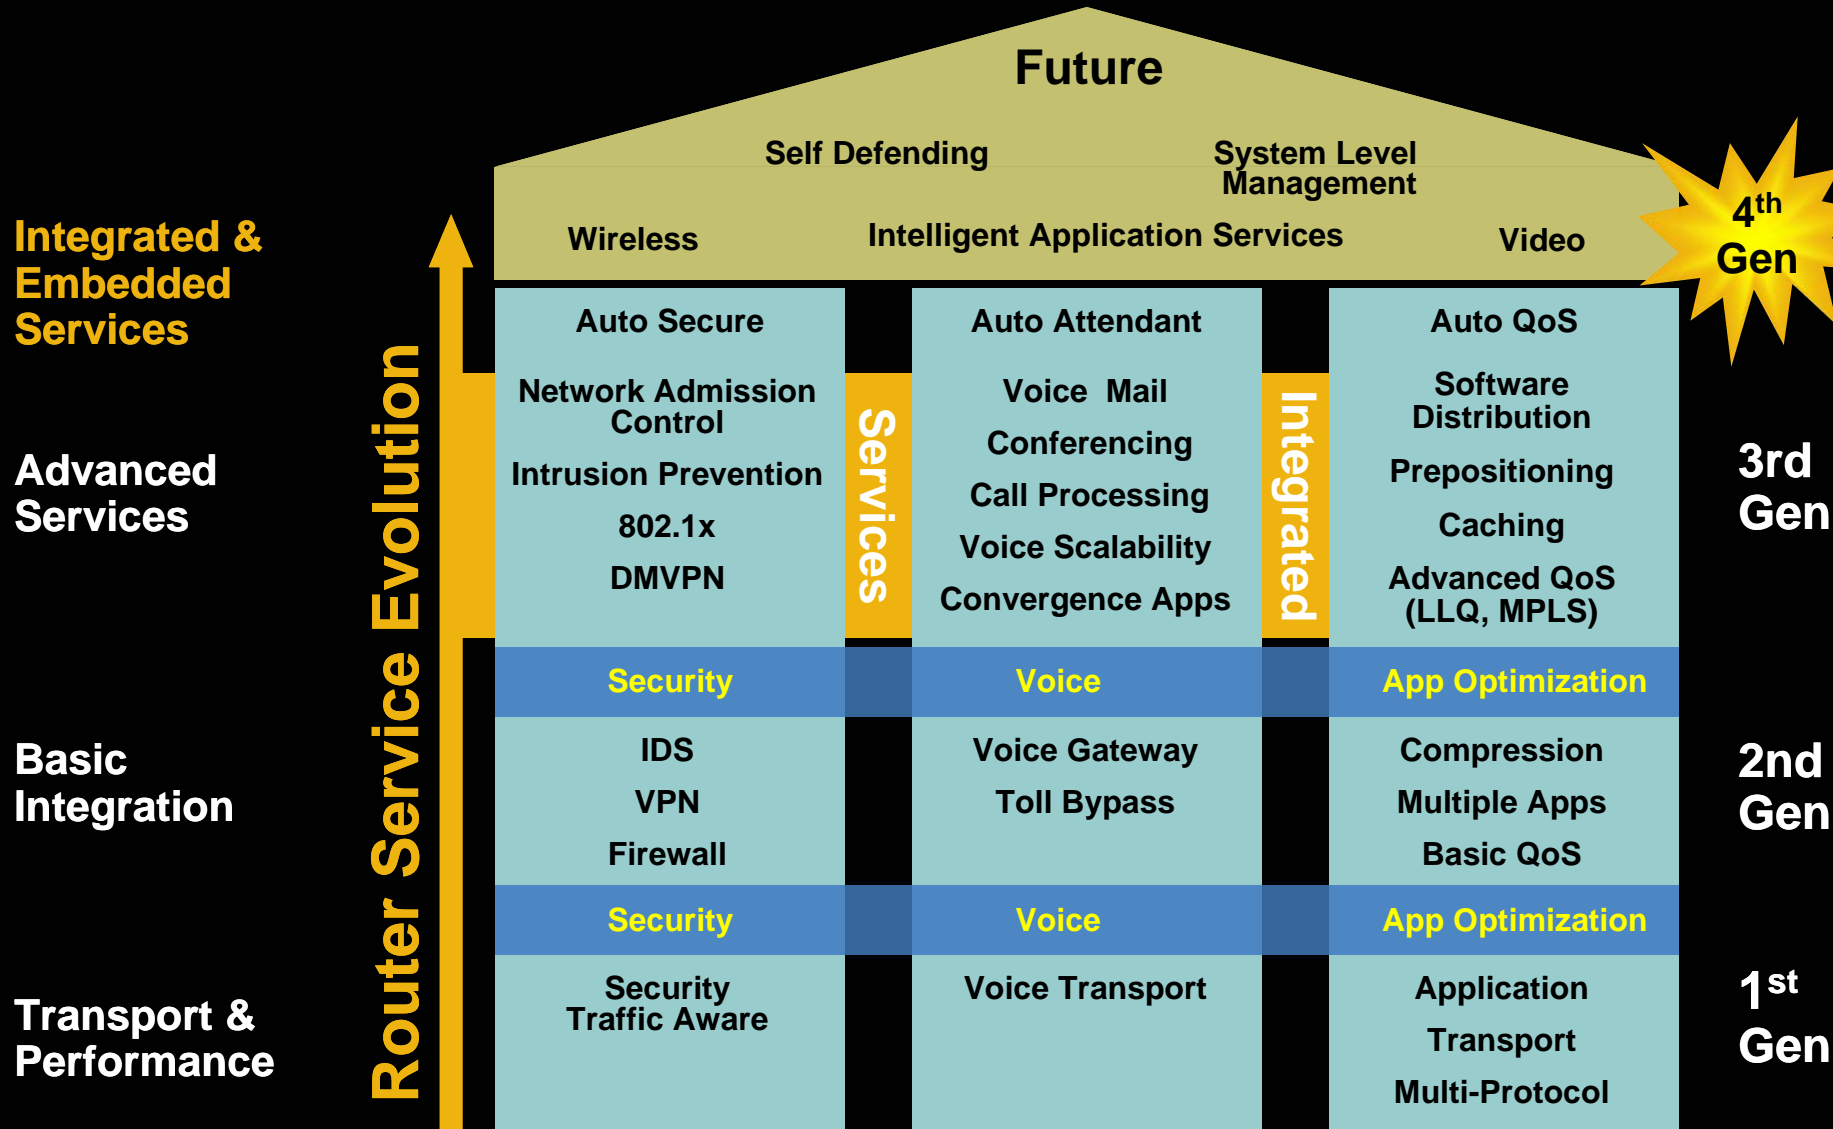 Future
Self Defending
System Level
Management
Wireless
Intelligent Application Services
Video
4th
Gen
Integrated &
Embedded
Services
Auto Secure
Auto Attendant
Auto QoS
Router Service Evolution
Advanced
Services
Network Admission
Control
Intrusion Prevention
802.1x
DMVPN
Services
Voice Mail
Conferencing
Call Processing
Voice Scalability
Convergence Apps
Integrated
Software
Distribution
Prepositioning
Caching
Advanced QoS
(LLQ, MPLS)
3rd
Gen
Security
Voice
App Optimization
Basic
Integration
IDS
VPN
Firewall
Voice Gateway
Toll Bypass
Compression
Multiple Apps
Basic QoS
2nd
Gen
Security
Voice
App Optimization
Transport &
Performance
Security
Traffic Aware
Voice Transport
Application
Transport
Multi-Protocol
1st
Gen